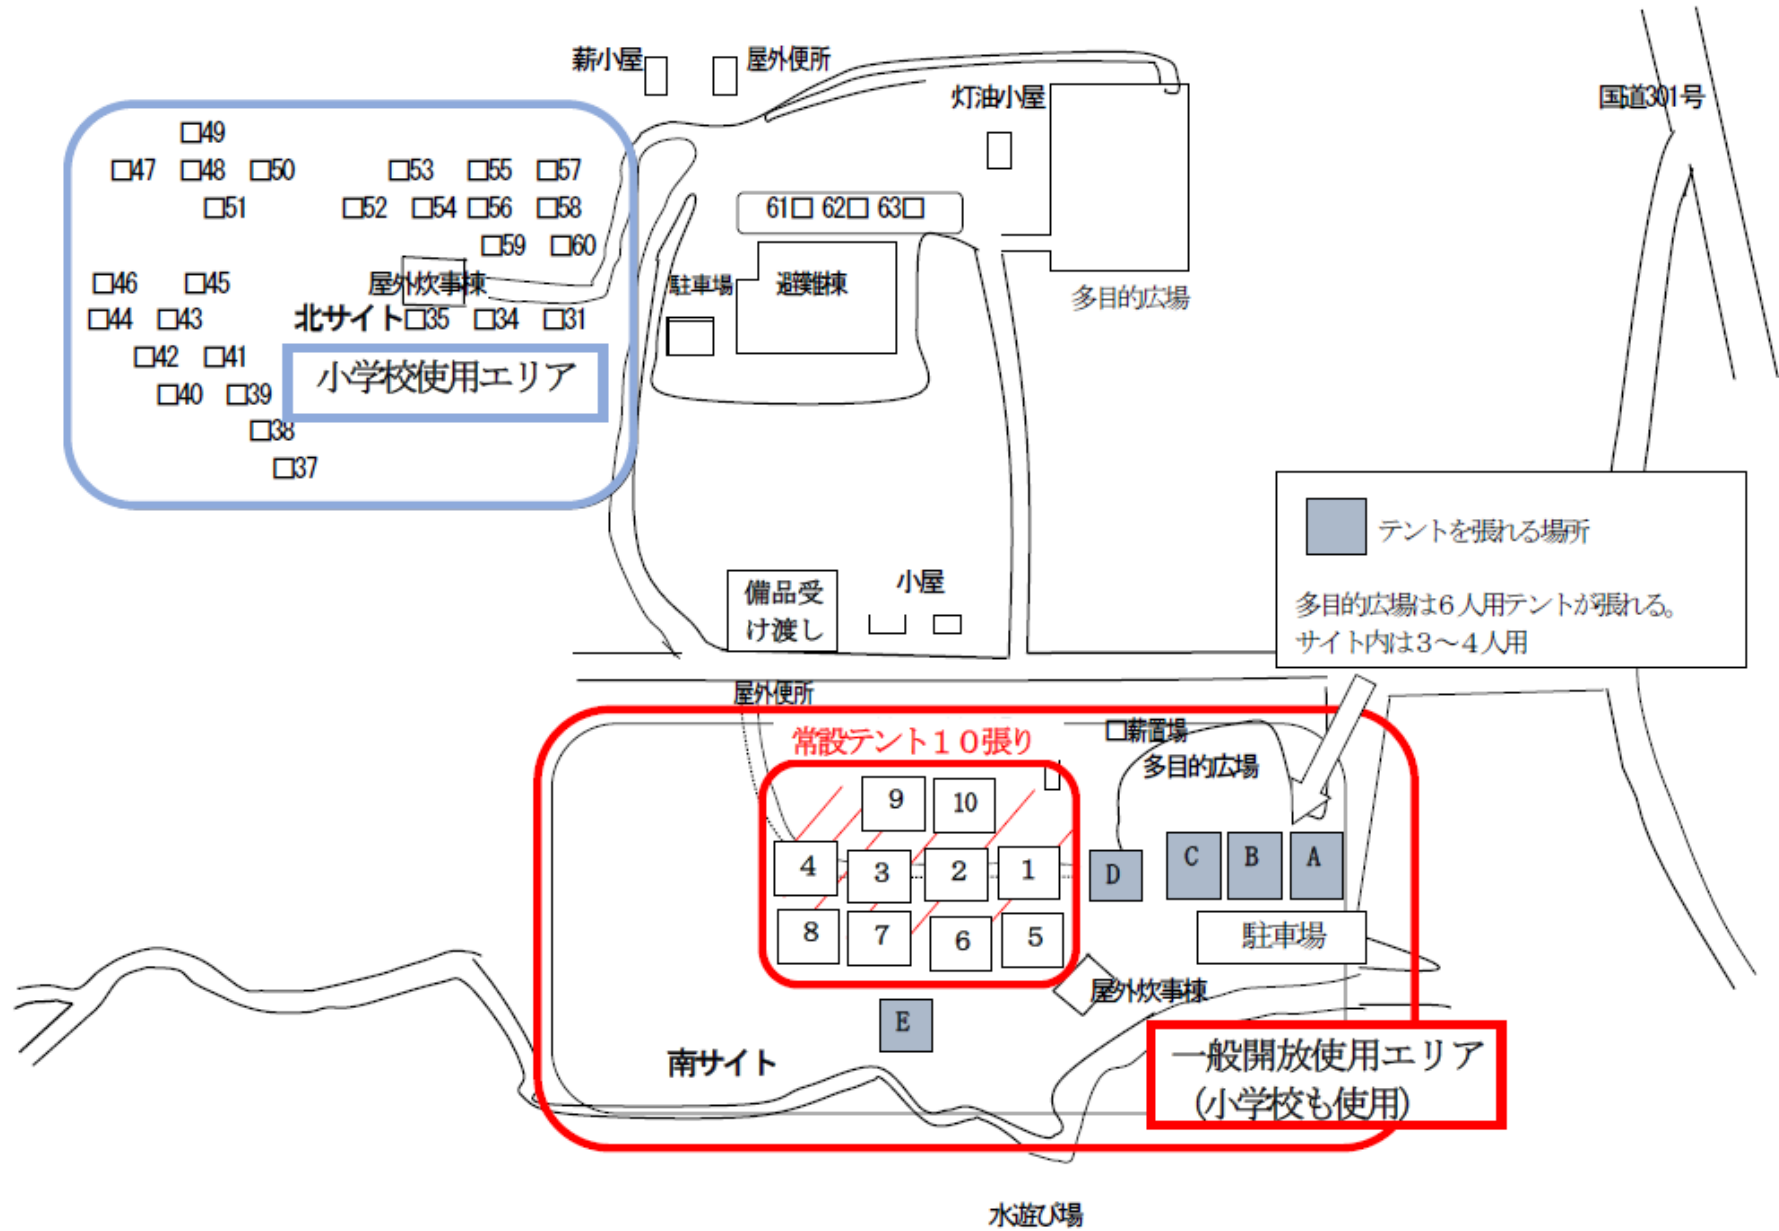 薪小屋
屋外便所
灯油小屋
国道301号
□49
□47 □48 □50 □53 □55 □57
□51 □52 □54 □56 □58
61□ 62□ 63□
□59 □60
□46 □45 屋外炊事棟
駐車場
避難棟
多目的広場
□44 □43 北サイト□35 □34 □31
□42 □41
小学校使用エリア
□40 □39
□38
□37
テントを張れる場所
多目的広場は6人用テントが張れる。
サイト内は3～4人用
備品受
け渡し
小屋
屋外便所
常設テント10張り
□薪置場
多目的広場
9 10
4 3 2 1 D C B A
8 7 6 5
駐車場
屋外炊事棟
E
南サイト
一般開放使用エリア
(小学校も使用)
水遊び場